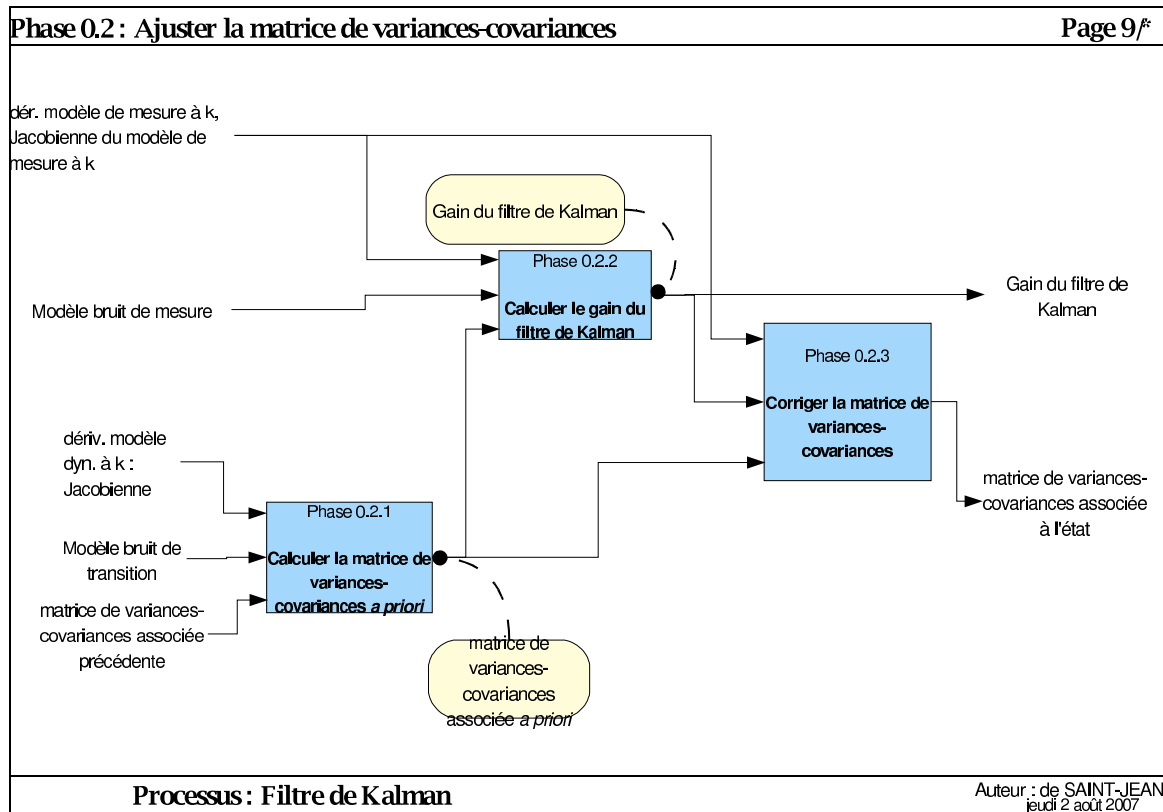 Phase 0.2 : Ajuster la matrice de variances-covariances
Page 9/*
dér. modèle de mesure à k,
Jacobienne du modèle de
mesure à k
Gain du filtre de Kalman
Phase 0.2.2
Calculer le gain du
filtre de Kalman
Modèle bruit de mesure
Gain du filtre de
Kalman
Phase 0.2.3
Corriger la matrice de
variances-
covariances
dériv. modèle
dyn. à k :
Jacobienne
Phase 0.2.1
Calculer la matrice de
variances-
covariances a priori
Modèle bruit de
transition
matrice de variances-
covariances associée
précédente
matrice de variances-
covariances associée
à l'état
matrice de
variances-
covariances
associée a priori
Processus : Filtre de Kalman
Auteur : de SAINT-JEAN
jeudi 2 août 2007